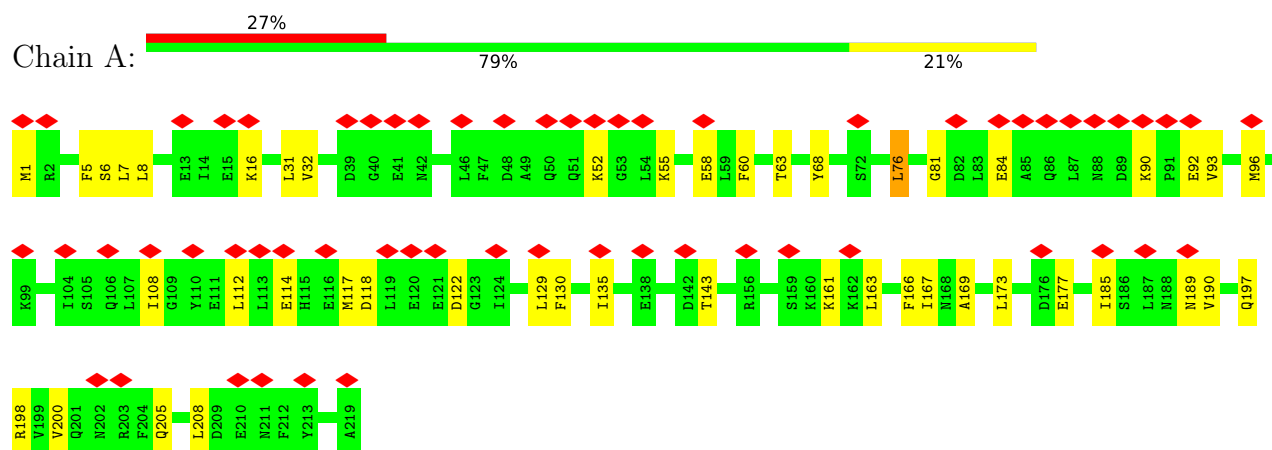 27%
Chain A:
79% 21%
M1 R2 F5 S6 L7 L8 E13 I14 E15 K16 L31 V32 D39 G40 E41 N42 L46 F47 D48 A49 Q50 Q51 K52 G53 L54 K55 E58 L59 F60 T63 Y68 S72 L76 G81 D82 L83 E84 A85 Q86 L87 N88 D89 K90 P91 E92 V93 M96
K99 I104 S105 Q106 L107 I108 G109 Y110 E111 L112 L113 E114 H115 E116 M117 D118 L119 E120 E121 D122 G123 I124 L129 F130 I135 E138 D142 T143 R156 S159 K160 K161 K162 L163 F166 I167 N168 A169 L173 D176 E177 I185 S186 L187 N188 N189 V190 Q197
R198 V199 V200 Q201 N202 R203 F204 Q205 L208 D209 E210 N211 F212 Y213 A219